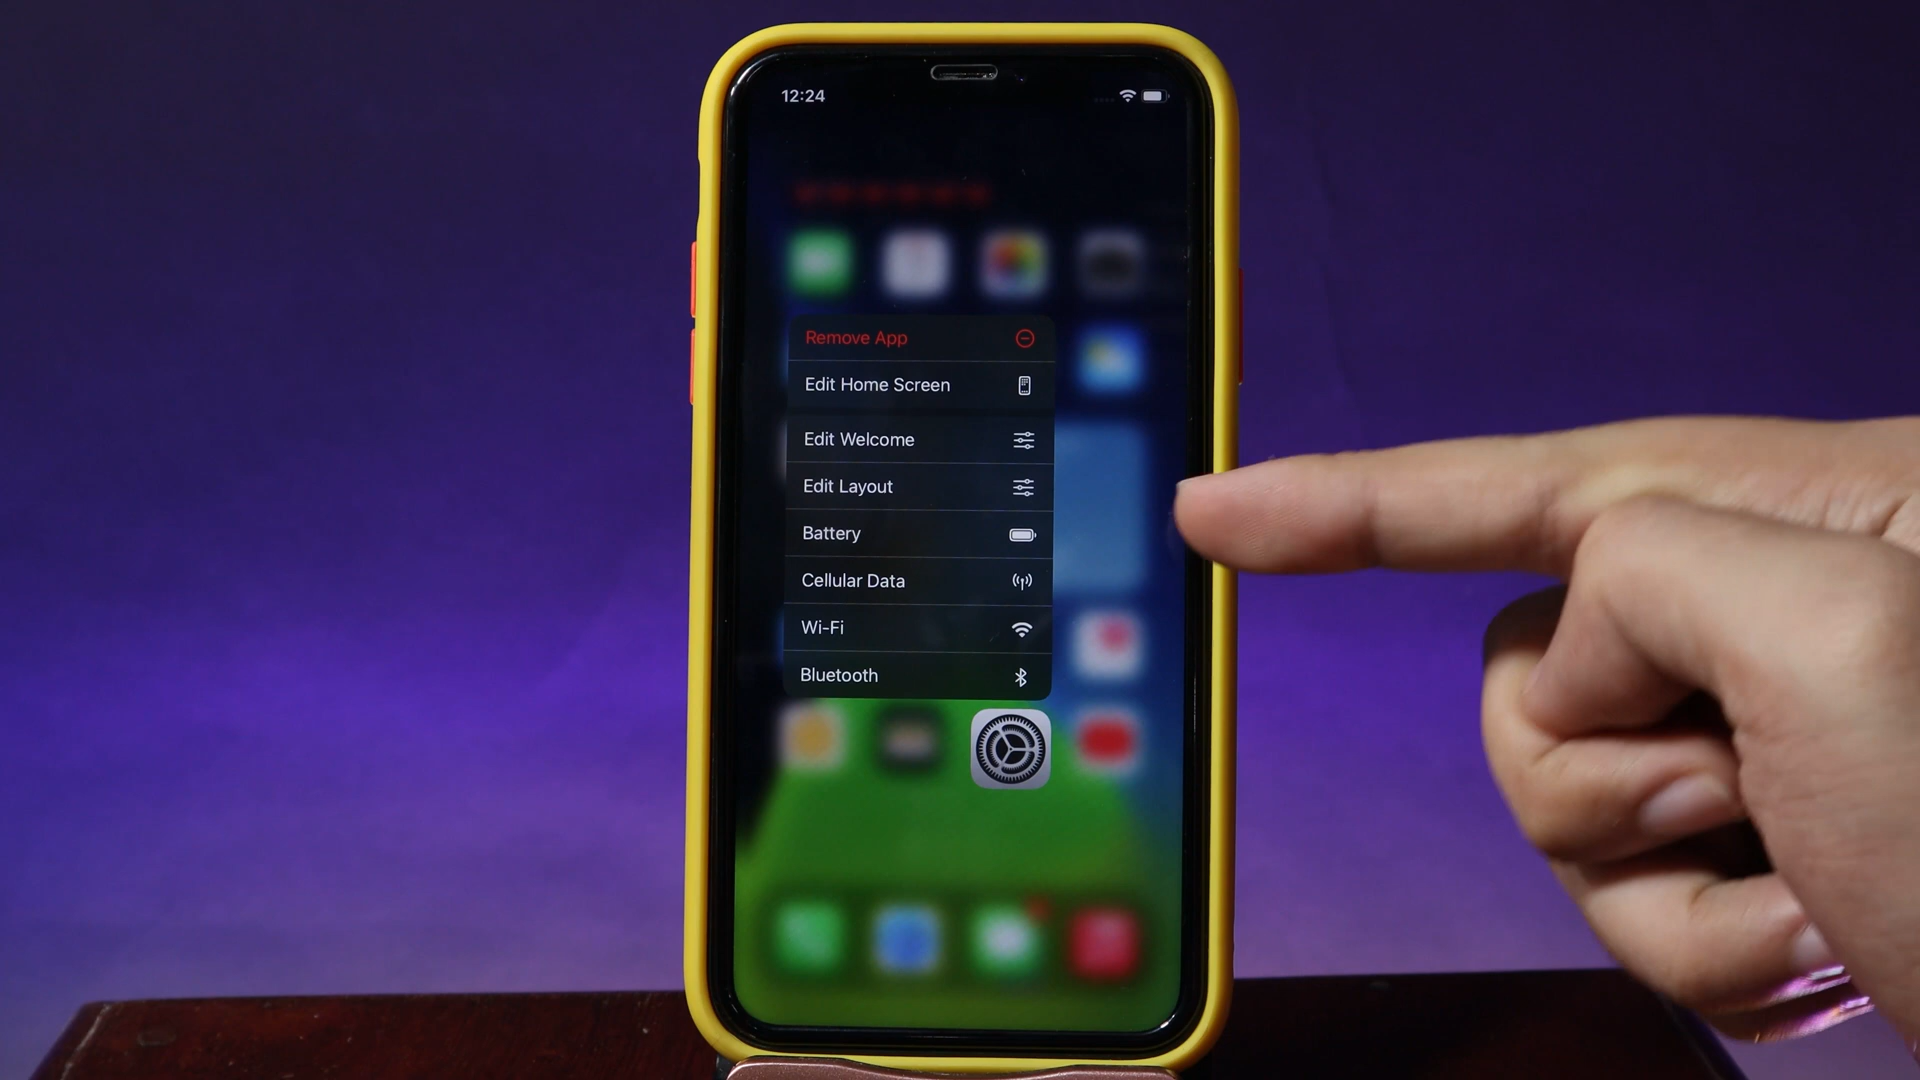 12:24
Remove App
Edit Home Screen
Edit Welcome
Edit Layout
Battery
Cellular Data
Wi-Fi
Bluetooth